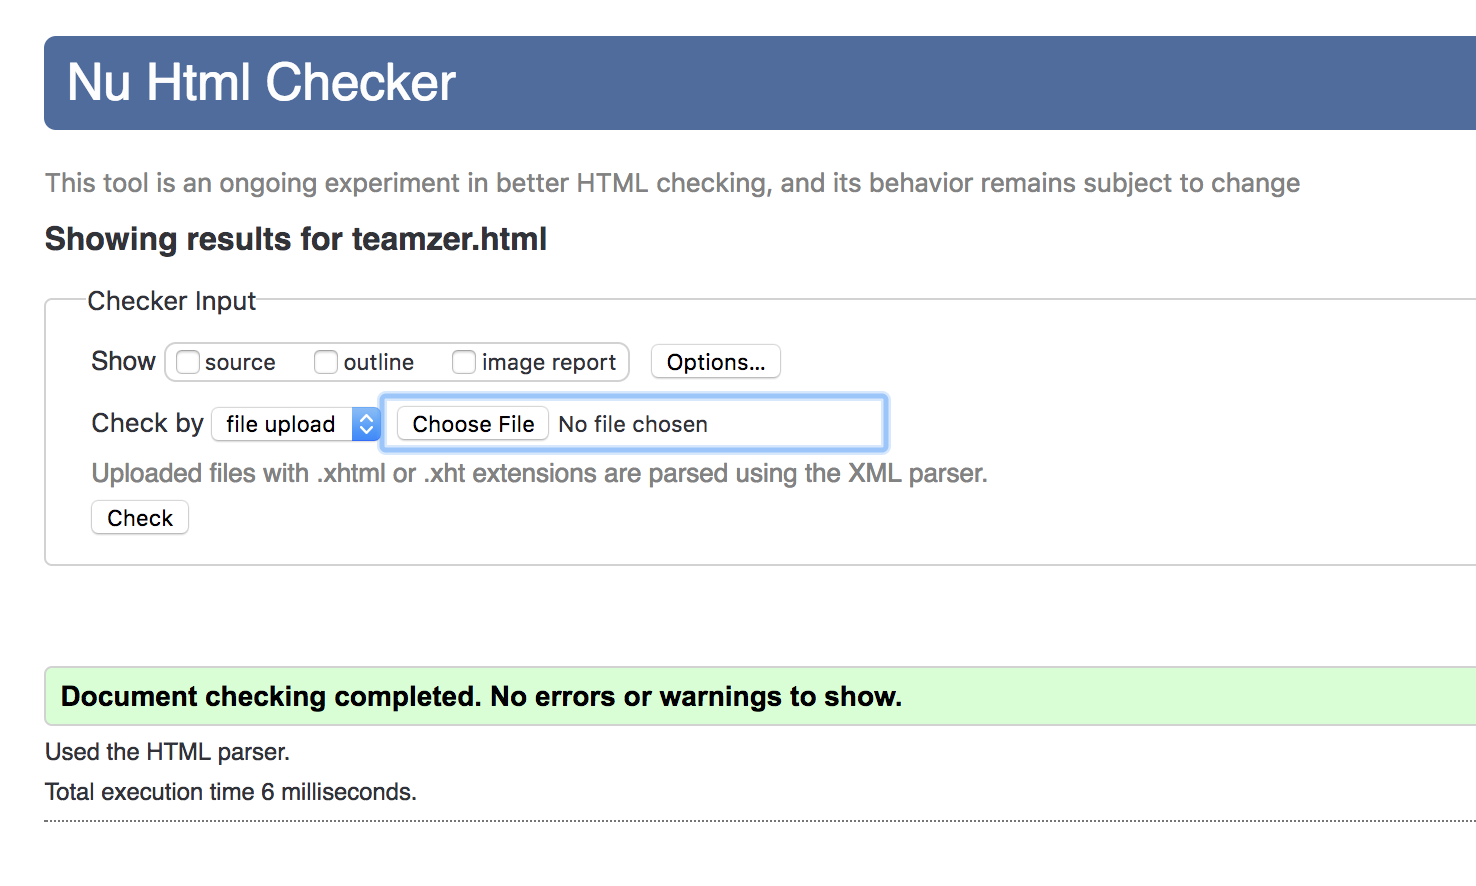 Nu Html Checker
This tool is an ongoing experiment in better HTML checking, and its behavior remains subject to change
Showing results for teamzer.html
Checker Input
Show source outline image report Options...
Check by file upload Choose File No file chosen
Uploaded files with .xhtml or .xht extensions are parsed using the XML parser.
Check
Document checking completed. No errors or warnings to show.
Used the HTML parser.
Total execution time 6 milliseconds.